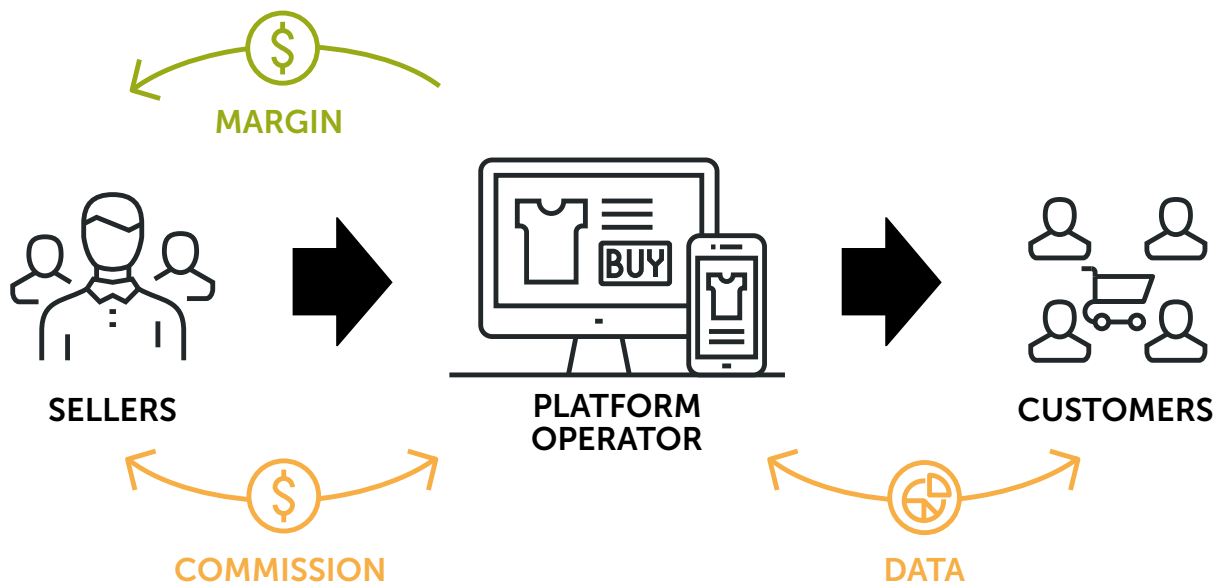 $
MARGIN
BUY
SELLERS
PLATFORM
OPERATOR
CUSTOMERS
$
COMMISSION
DATA